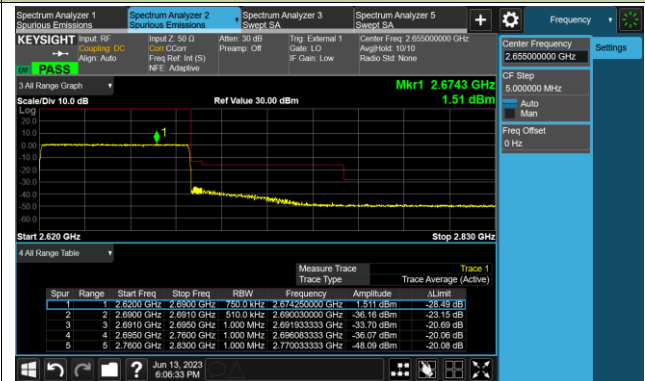 Spectrum Analyzer 1 Spectrum Analyzer 2 Spectrum Analyzer 3 Spectrum Analyzer 5 Frequency
Spurious Emissions Spurious Emissions Swept SA Swept SA
KEYSIGHT Input: RF Input Z: 50 Ω Atten: 30 dB Trig: External 1 Center Freq: 2.655000000 GHz
Coupling: DC Corr CCorr Preamp: Off Gate: LO Avg|Hold: 10/10
Align: Auto Freq Ref: Int (S) IF Gain: Low Radio Std: None
NFE: Adaptive
PASS
Center Frequency
2.655000000 GHz
Settings
CF Step
5.000000 MHz
Auto
Man
Freq Offset
0 Hz
3 All Range Graph Mkr1 2.6743 GHz
Scale/Div 10.0 dB Ref Value 30.00 dBm 1.51 dBm
Log
20.0
10.0
1
0.00
-10.0
-20.0
-30.0
-40.0
-50.0
-60.0
Start 2.620 GHz Stop 2.830 GHz
4 All Range Table
Measure Trace Trace 1
Trace Type Trace Average (Active)
Spur Range Start Freq Stop Freq RBW Frequency Amplitude ΔLimit
1 1 2.6200 GHz 2.6900 GHz 750.0 kHz 2.674250000 GHz 1.511 dBm -28.49 dB
2 2 2.6900 GHz 2.6910 GHz 510.0 kHz 2.690030000 GHz -36.16 dBm -23.15 dB
3 3 2.6910 GHz 2.6950 GHz 1.000 MHz 2.691933333 GHz -33.70 dBm -20.69 dB
4 4 2.6950 GHz 2.7600 GHz 1.000 MHz 2.696083333 GHz -36.07 dBm -20.06 dB
5 5 2.7600 GHz 2.8300 GHz 1.000 MHz 2.770033333 GHz -48.09 dBm -20.08 dB
Jun 13, 2023
6:06:33 PM